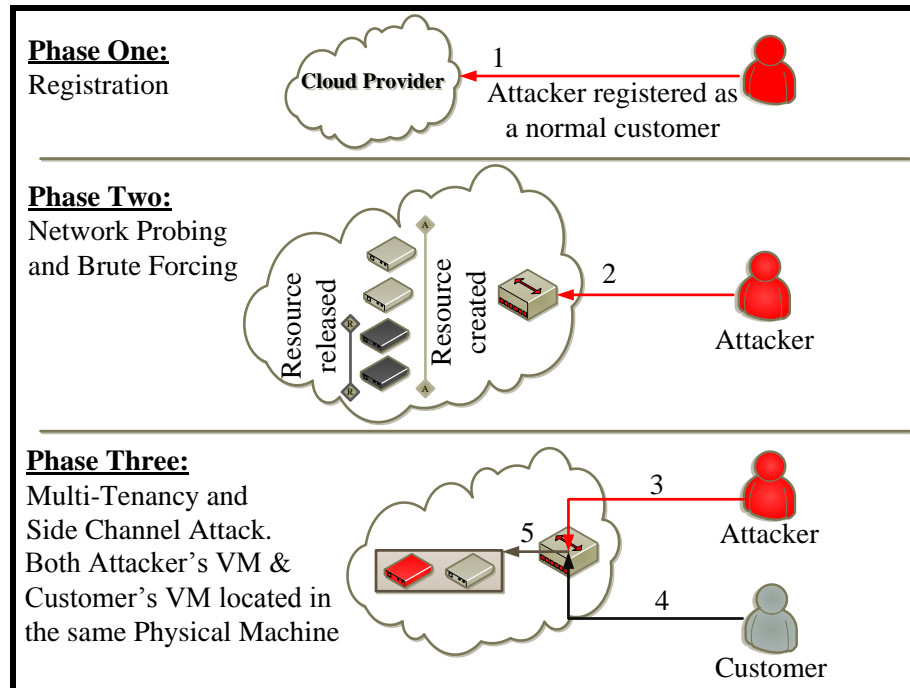 Phase One:
Registration
Cloud Provider
1
Attacker registered as
a normal customer
Phase Two:
Network Probing
and Brute Forcing
Resource
released
R
R
A
A
Resource
created
2
Attacker
Phase Three:
Multi-Tenancy and
Side Channel Attack.
Both Attacker's VM &
Customer's VM located in
the same Physical Machine
5
3
Attacker
4
Customer